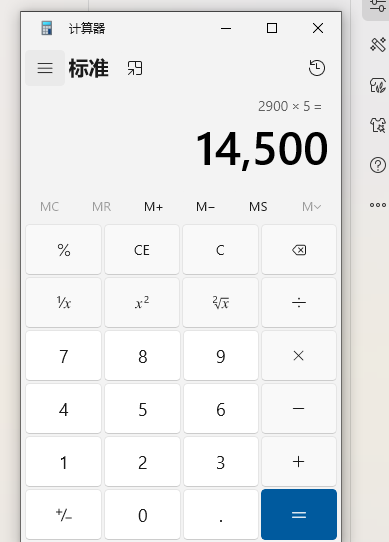 计算器
标准
2900 × 5 =
14,500
MC MR M+ M− MS M
% CE C
¹/x x² ²√x ÷
7 8 9 ×
4 5 6 −
1 2 3 +
+/− 0 . =